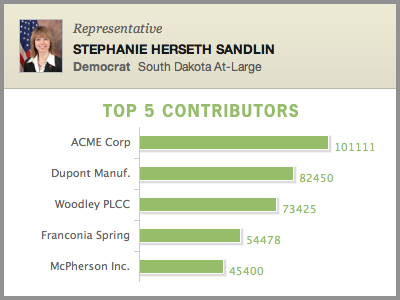 Representative
STEPHANIE HERSETH SANDLIN
Democrat South Dakota At-Large
TOP 5 CONTRIBUTORS
ACME Corp 101111
Dupont Manuf. 82450
Woodley PLCC 73425
Franconia Spring 54478
McPherson Inc. 45400